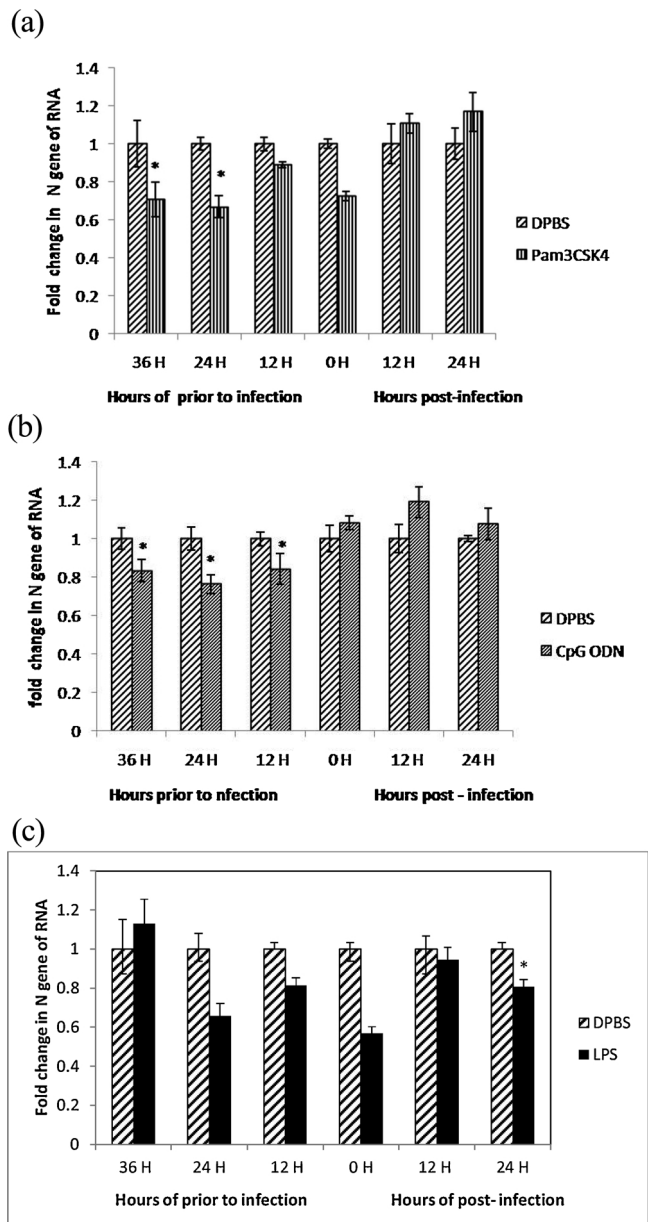 (a)
Fold change in N gene of RNA
1.4
1.2
1
0.8
0.6
0.4
0.2
0
* *
36 H 24 H 12 H 0 H 12 H 24 H
Hours of prior to infection Hours post-infection
DPBS
Pam3CSK4
(b)
fold change in N gene of RNA
1.4
1.2
1
0.8
0.6
0.4
0.2
0
* * *
36 H 24 H 12 H 0 H 12 H 24 H
Hours prior to nfection Hours post - infection
DPBS
CpG ODN
(c)
Fold change in N gene of RNA
1.4
1.2
1
0.8
0.6
0.4
0.2
0
*
36 H 24 H 12 H 0 H 12 H 24 H
Hours of prior to infection Hours of post- infection
DPBS
LPS